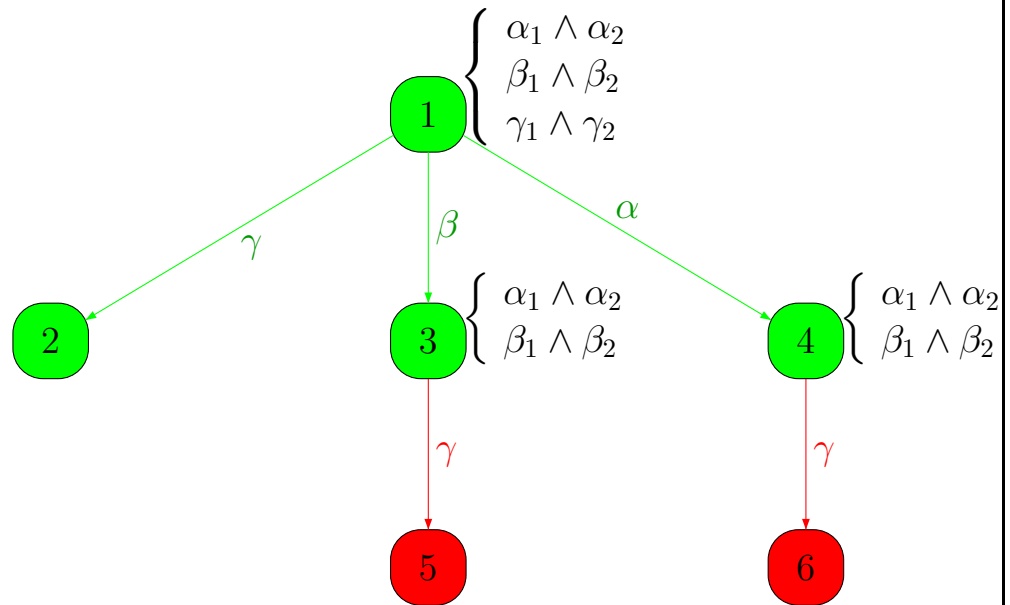 α₁ ∧ α₂
β₁ ∧ β₂
γ₁ ∧ γ₂
1
γ
β
α
2
3
α₁ ∧ α₂
β₁ ∧ β₂
4
α₁ ∧ α₂
β₁ ∧ β₂
γ
γ
5
6